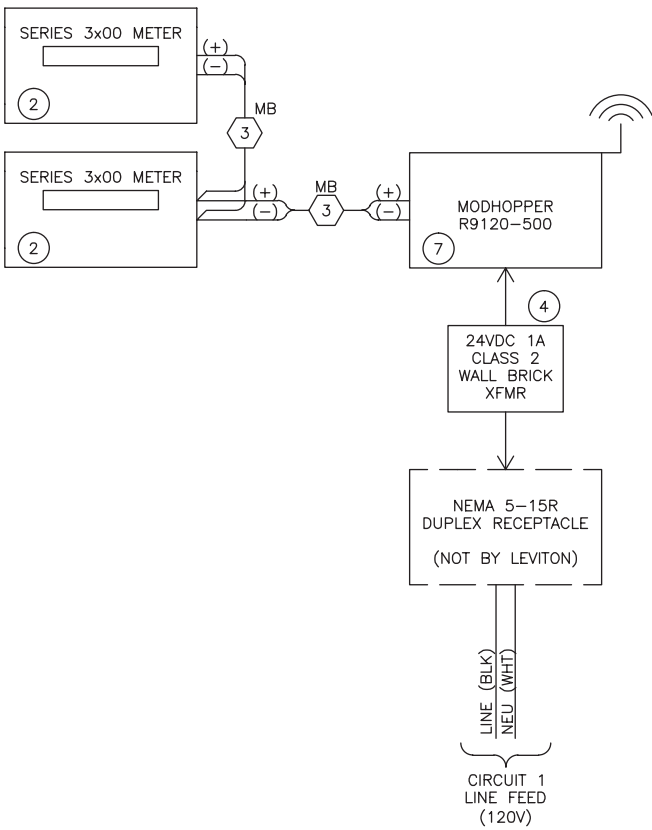 SERIES 3x00 METER
(+)
(-)
2
MB
3
SERIES 3x00 METER
(+)
(-)
2
MB
3
(+)
(-)
MODHOPPER
R9120-500
7
4
24VDC 1A
CLASS 2
WALL BRICK
XFMR
NEMA 5-15R
DUPLEX RECEPTACLE
(NOT BY LEVITON)
LINE (BLK)
NEU (WHT)
CIRCUIT 1
LINE FEED
(120V)